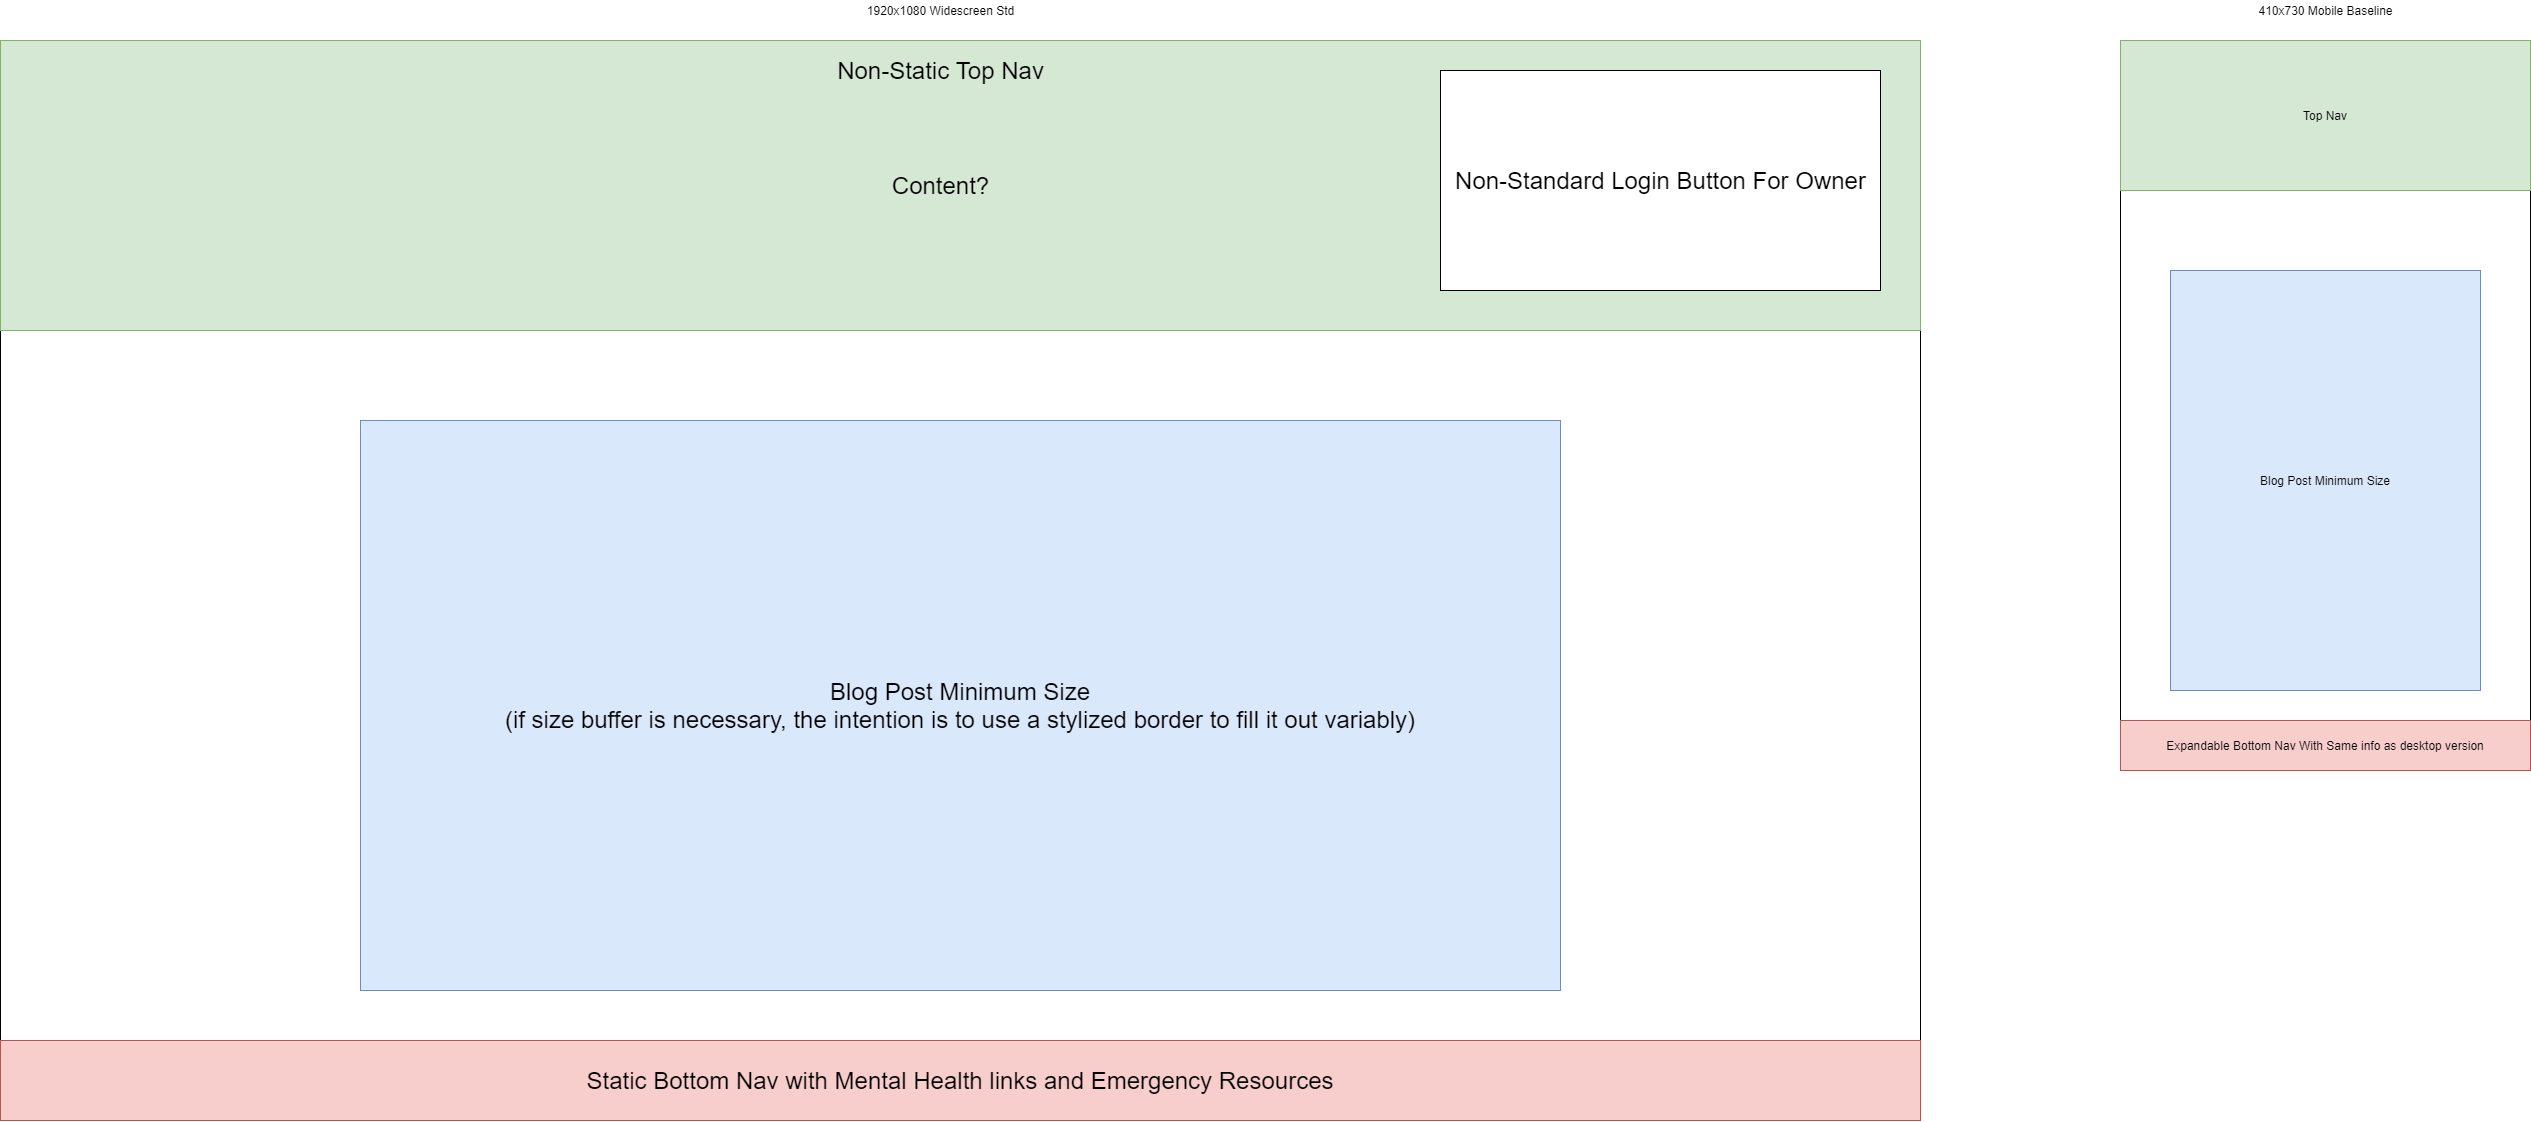 1920x1080 Widescreen Std
Non-Static Top Nav
Content?
Non-Standard Login Button For Owner
Blog Post Minimum Size
(if size buffer is necessary, the intention is to use a stylized border to fill it out variably)
Static Bottom Nav with Mental Health links and Emergency Resources
410x730 Mobile Baseline
Top Nav
Blog Post Minimum Size
Expandable Bottom Nav With Same info as desktop version